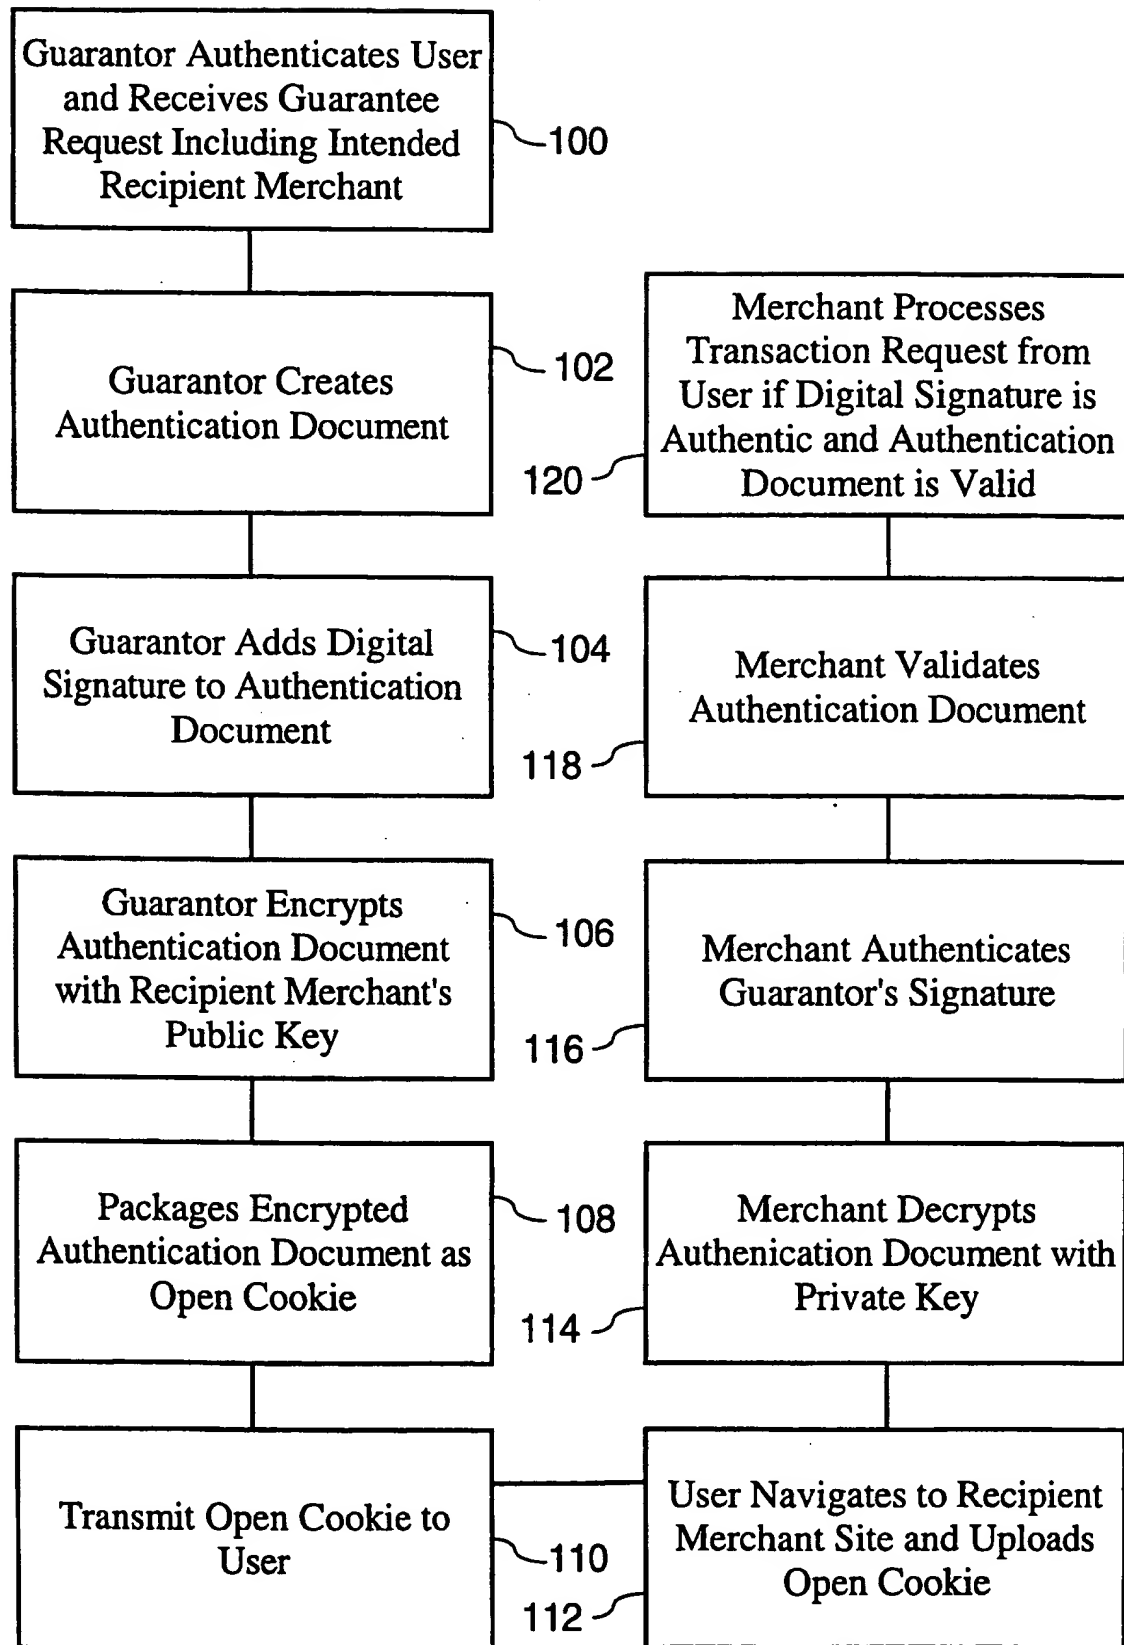 Guarantor Authenticates User
and Receives Guarantee
Request Including Intended
Recipient Merchant
100
Guarantor Creates
Authentication Document
102
Guarantor Adds Digital
Signature to Authentication
Document
104
Guarantor Encrypts
Authentication Document
with Recipient Merchant's
Public Key
106
Packages Encrypted
Authentication Document as
Open Cookie
108
Transmit Open Cookie to
User
110
User Navigates to Recipient
Merchant Site and Uploads
Open Cookie
112
Merchant Decrypts
Authenication Document with
Private Key
114
Merchant Authenticates
Guarantor's Signature
116
Merchant Validates
Authentication Document
118
Merchant Processes
Transaction Request from
User if Digital Signature is
Authentic and Authentication
Document is Valid
120